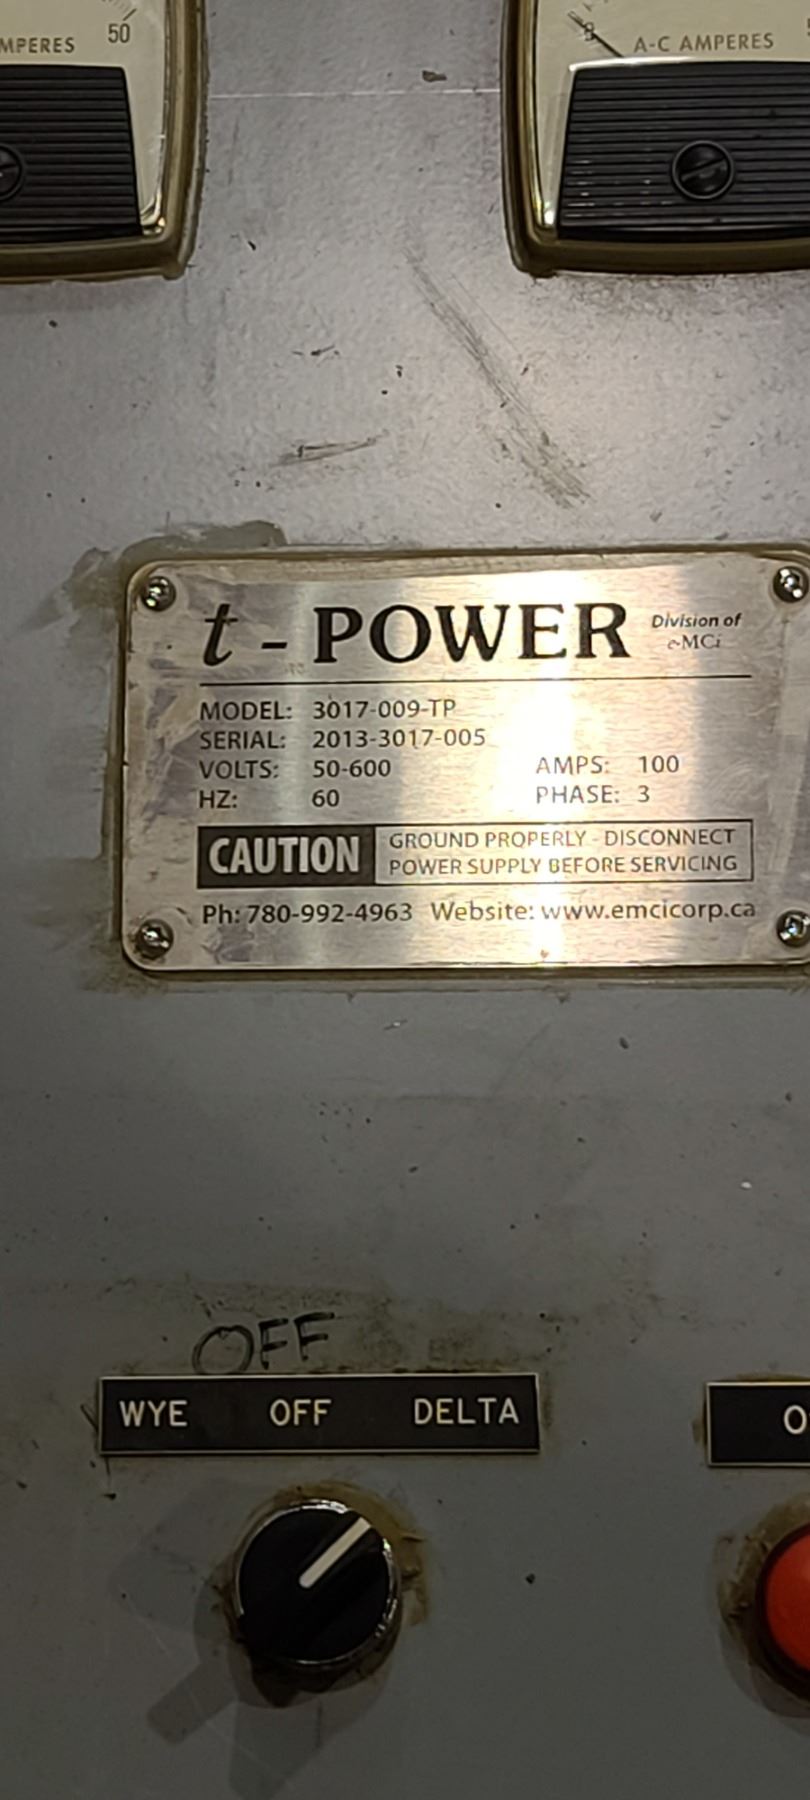 50
AMPERES
0
A-C AMPERES
t-POWER
Division of
eMCi
MODEL: 3017-009-TP
SERIAL: 2013-3017-005
VOLTS: 50-600 AMPS: 100
HZ: 60 PHASE: 3
CAUTION
GROUND PROPERLY - DISCONNECT
POWER SUPPLY BEFORE SERVICING
Ph: 780-992-4963 Website: www.emcicorp.ca
OFF
WYE OFF DELTA